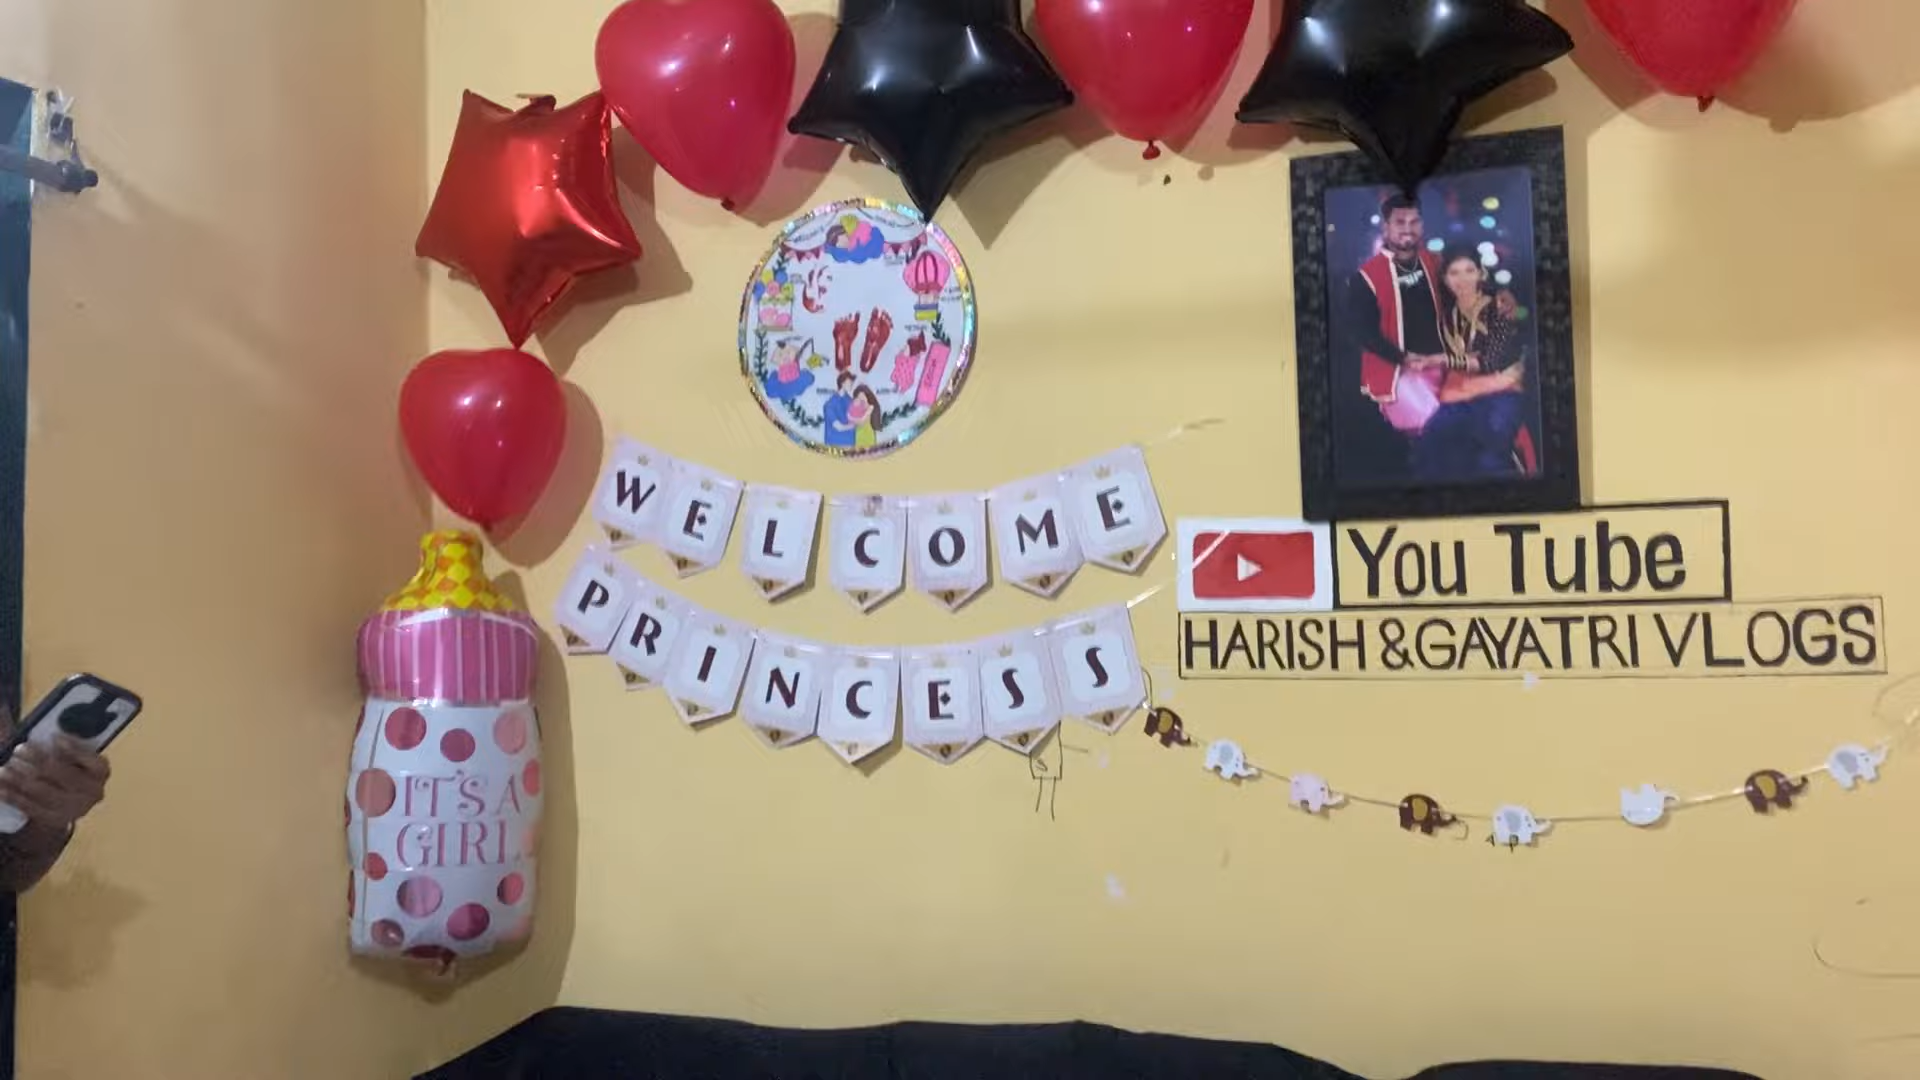 WELCOME
PRINCESS
You Tube
HARISH & GAYATRI VLOGS
IT'S A
GIRL